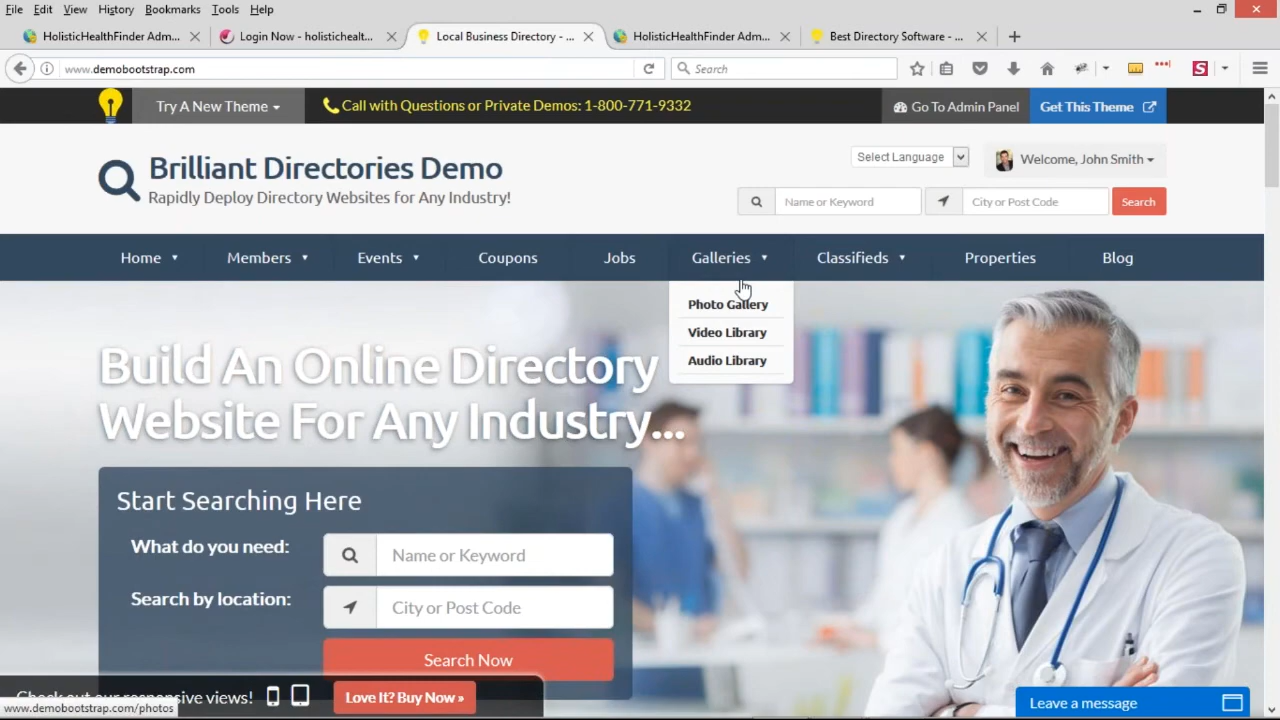 File Edit View History Bookmarks Tools Help
HolisticHealthFinder Adm... Login Now - holistichealt... Local Business Directory - ... HolisticHealthFinder Adm... Best Directory Software - ...
www.demobootstrap.com Search
Try A New Theme Call with Questions or Private Demos: 1-800-771-9332 Go To Admin Panel Get This Theme
Brilliant Directories Demo
Rapidly Deploy Directory Websites for Any Industry!
Select Language Welcome, John Smith
Name or Keyword City or Post Code Search
Home Members Events Coupons Jobs Galleries Classifieds Properties Blog
Photo Gallery
Video Library
Audio Library
Build An Online Directory
Website For Any Industry...
Start Searching Here
What do you need: Name or Keyword
Search by location: City or Post Code
Search Now
Check out our responsive views! Love It? Buy Now »
www.demobootstrap.com/photos
Leave a message